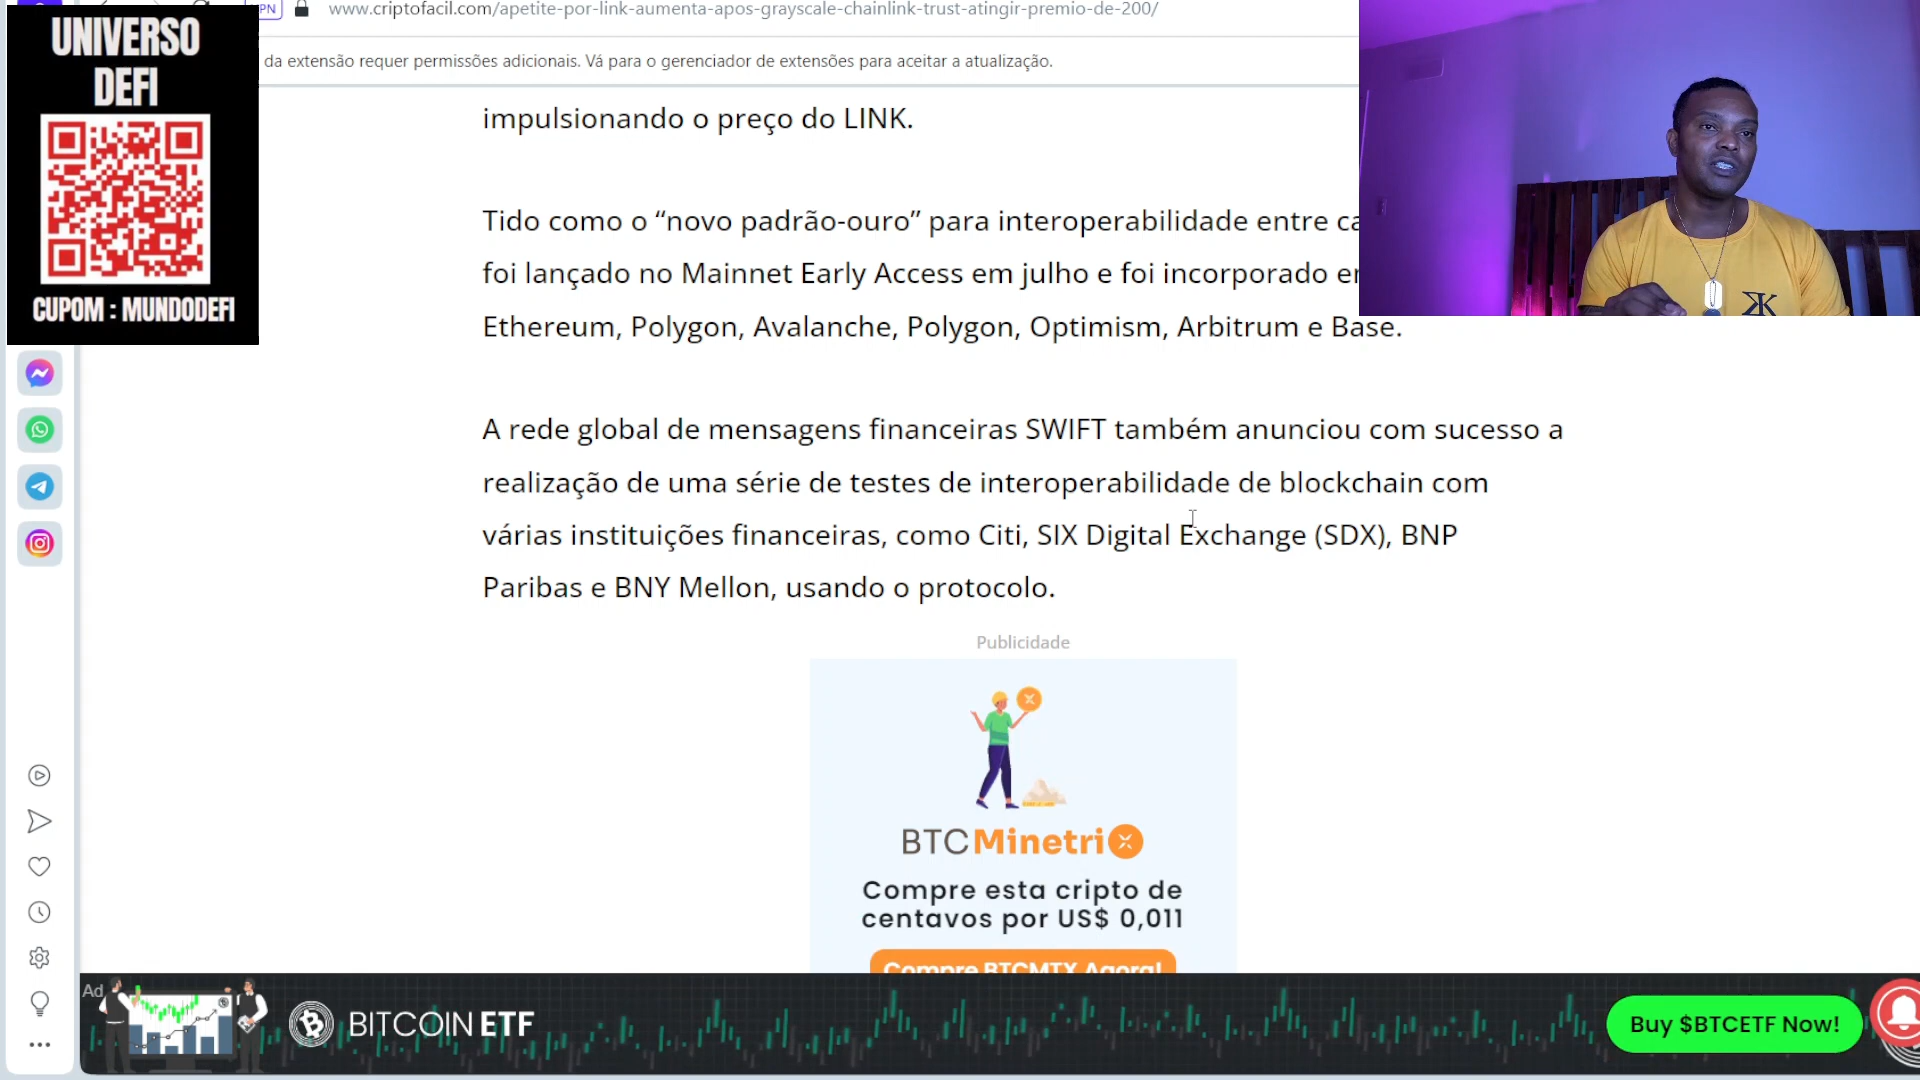 UNIVERSO
DEFI
CUPOM : MUNDODEFI
PN
www.criptofacil.com/apetite-por-link-aumenta-apos-grayscale-chainlink-trust-atingir-premio-de-200/
da extensão requer permissões adicionais. Vá para o gerenciador de extensões para aceitar a atualização.
impulsionando o preço do LINK.
Tido como o “novo padrão-ouro” para interoperabilidade entre
foi lançado no Mainnet Early Access em julho e foi incorporado
Ethereum, Polygon, Avalanche, Polygon, Optimism, Arbitrum e Base.
A rede global de mensagens financeiras SWIFT também anunciou com sucesso a
realização de uma série de testes de interoperabilidade de blockchain com
várias instituições financeiras, como Citi, SIX Digital Exchange (SDX), BNP
Paribas e BNY Mellon, usando o protocolo.
Publicidade
BTCMinetrix
Compre esta cripto de
centavos por US$ 0,011
Compre BTCMTX Agora!
Ad
BITCOIN ETF
Buy $BTCETF Now!